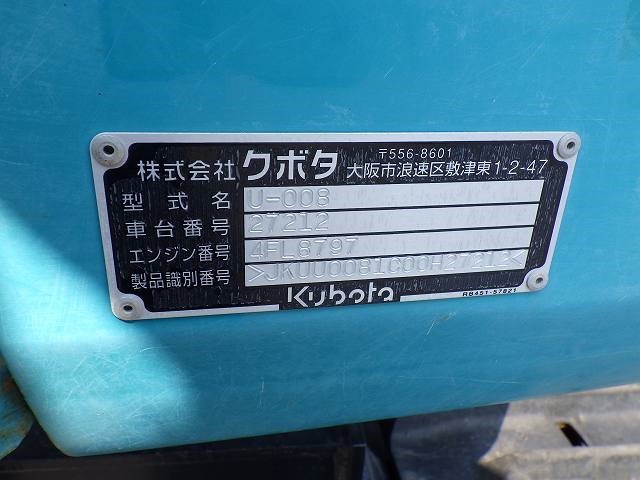 株式会社クボタ 〒556-8601 大阪市浪速区敷津東1-2-47
型式名 U-008
車台番号 27212
エンジン番号 4FL8797
製品識別番号 >JKUU0081C00H27212<
Kubota RB451-57821